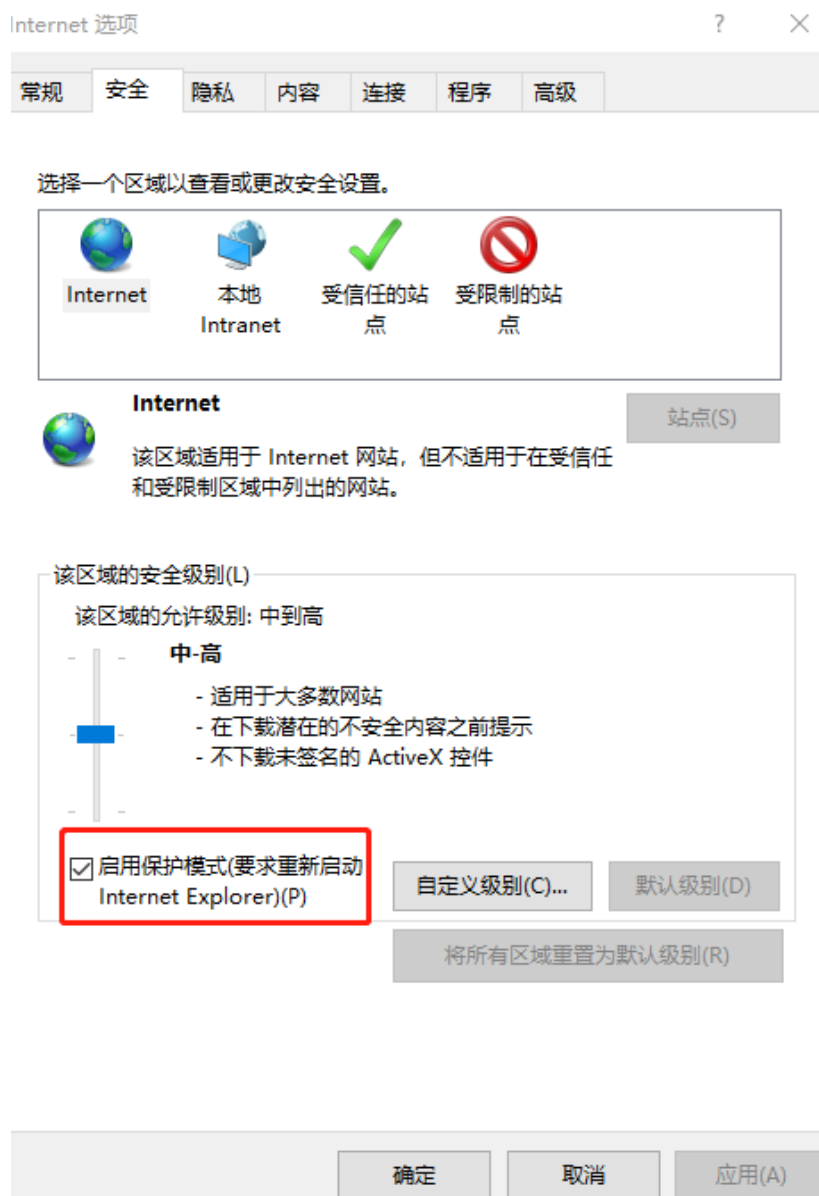 Internet 选项
常规 安全 隐私 内容 连接 程序 高级
选择一个区域以查看或更改安全设置。
Internet 本地 受信任的站 受限制的站
Intranet 点 点
Internet
站点(S)
该区域适用于 Internet 网站，但不适用于在受信任
和受限制区域中列出的网站。
该区域的安全级别(L)
该区域的允许级别: 中到高
中-高
- 适用于大多数网站
- 在下载潜在的不安全内容之前提示
- 不下载未签名的 ActiveX 控件
启用保护模式(要求重新启动
Internet Explorer)(P)
自定义级别(C)... 默认级别(D)
将所有区域重置为默认级别(R)
确定 取消 应用(A)